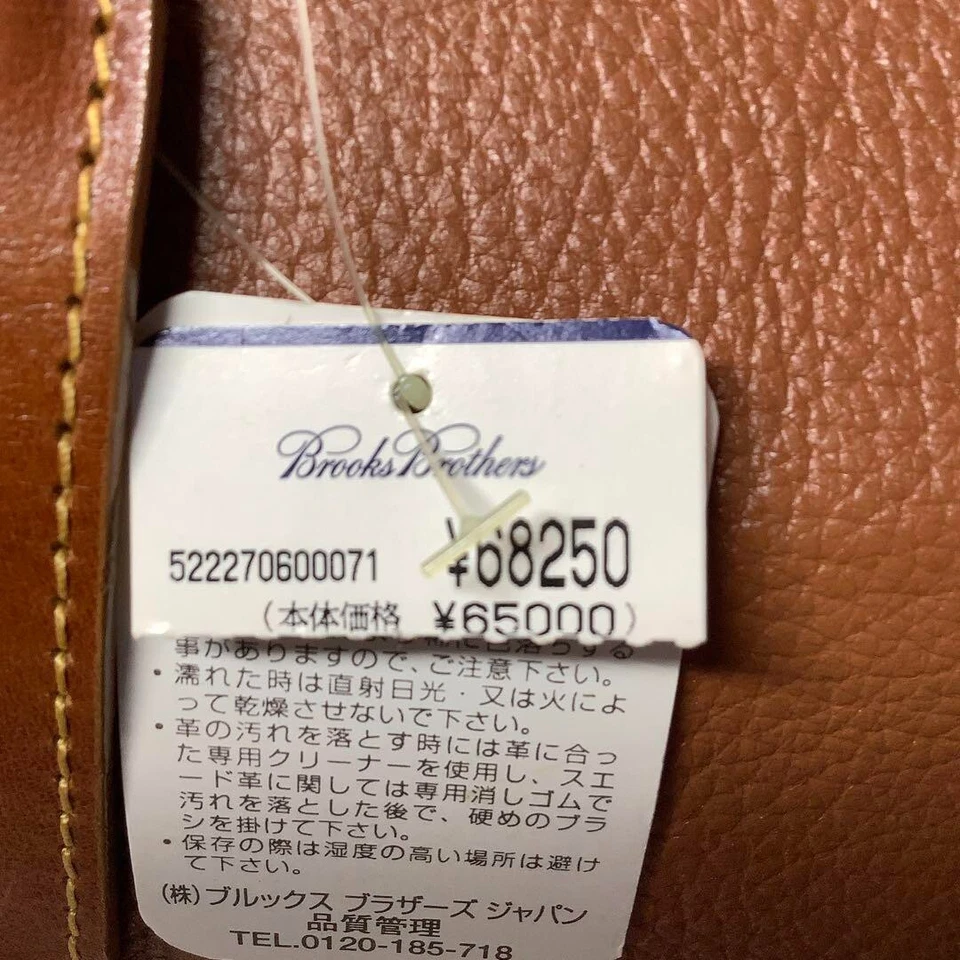 Brooks Brothers
522270600071 ¥68250
(本体価格 ¥65000)
色落ちする
事がありますので、ご注意下さい。
・濡れた時は直射日光・又は火によ
って乾燥させないで下さい。
・革の汚れを落とす時には革に合っ
た専用クリーナーを使用し、スエ
ード革に関しては専用消しゴムで
汚れを落とした後で、硬めのブラ
シを掛けて下さい。
・保存の際は湿度の高い場所は避け
て下さい。
(株)ブルックス ブラザーズ ジャパン
品質管理
TEL.0120-185-718